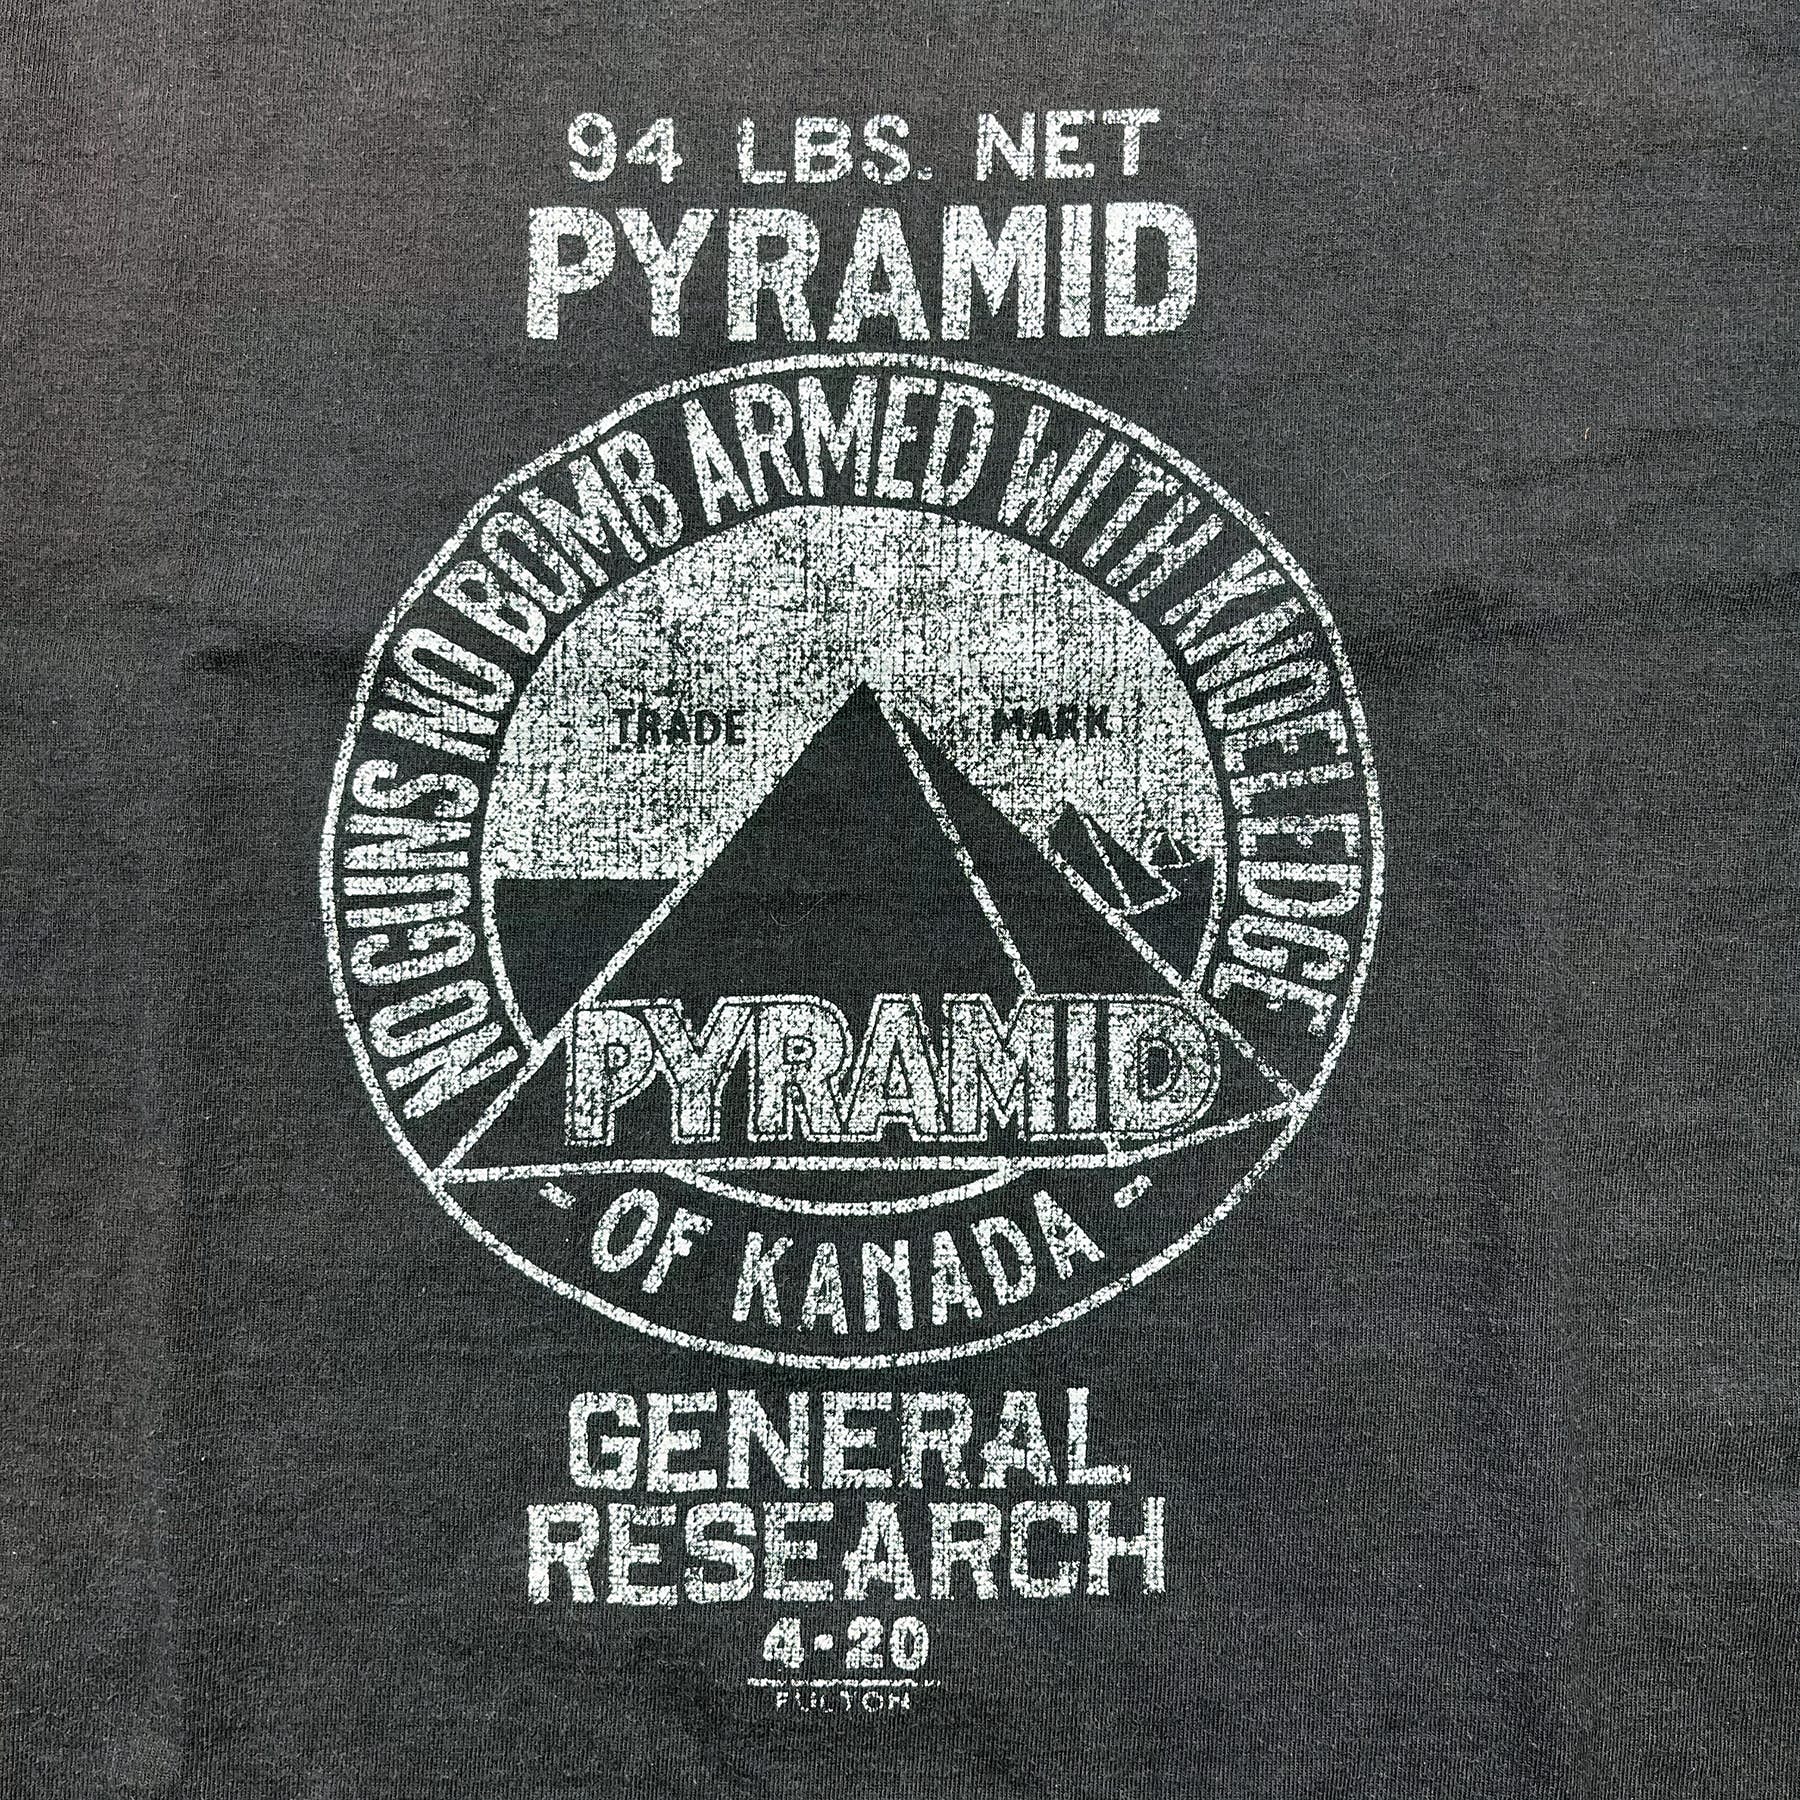 94 LBS. NET
PYRAMID
NO GUNS NO BOMB ARMED WITH KNOELEDGE
TRADE MARK
PYRAMID
- OF KANADA -
GENERAL
RESEARCH
4·20
FULTON